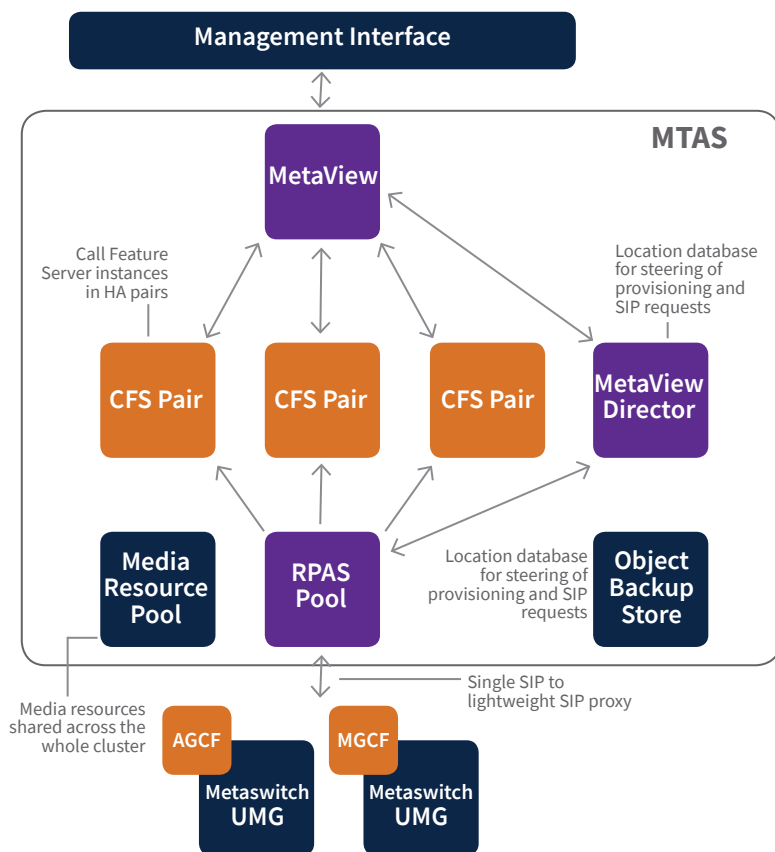 Management Interface
MTAS
MetaView
Call Feature
Server instances
in HA pairs
Location database
for steering of
provisioning and
SIP requests
CFS Pair
CFS Pair
CFS Pair
MetaView
Director
Media
Resource
Pool
RPAS
Pool
Location database
for steering of
provisioning and SIP
requests
Object
Backup
Store
Single SIP to
lightweight SIP proxy
Media resources
shared across the
whole cluster
AGCF
Metaswitch
UMG
MGCF
Metaswitch
UMG